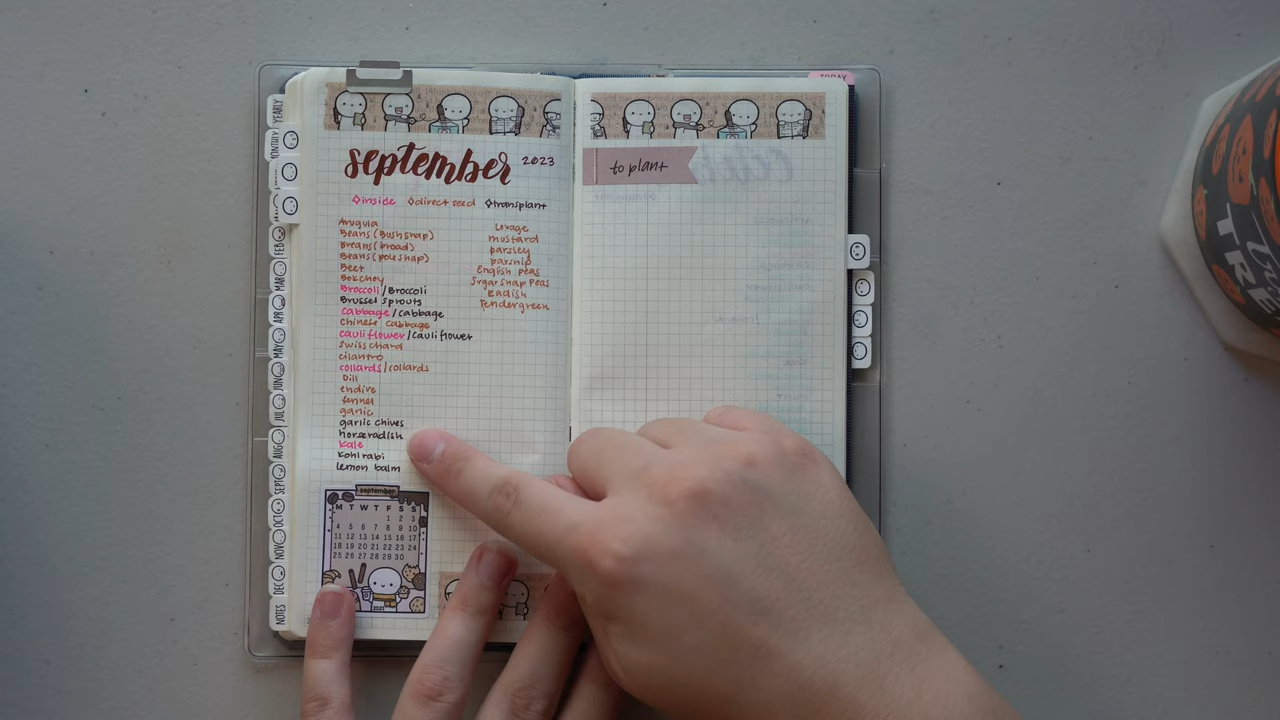 TODAY
YEARLY
MONTHLY
FEB
MAR
APR
MAY
JUN
JUL
AUG
SEPT
OCT
NOV
DEC
NOTES
september 2023
◇inside ◇direct seed ◇transplant
Arugula
Beans (Bush snap)
Breans (broad)
Beans (pole snap)
Beet
Bok choy
Broccoli/Broccoli
Brussel sprouts
cabbage/cabbage
Chinese cabbage
cauliflower/cauliflower
swiss chard
cilantro
collards/collards
Dill
endive
fennel
garlic
garlic chives
horseradish
kale
kohlrabi
lemon balm
Lovage
mustard
parsley
parsnip
English peas
Sugar snap Peas
Radish
Tendergreen
september
M T W T F S S
1 2 3
4 5 6 7 8 9 10
11 12 13 14 15 16 17
18 19 20 21 22 23 24
25 26 27 28 29 30
2023
to plant
TRE